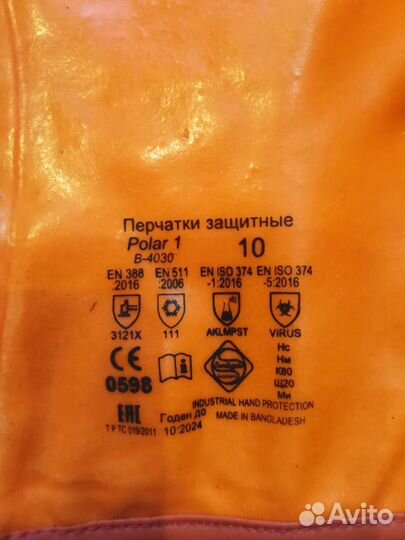 Перчатки защитные
Polar 1 10
В-4030
EN 388 EN 511 EN ISO 374 EN ISO 374
:2016 :2006 -1:2016 -5:2016
3121X 111 AKLMPST VIRUS
CE 0598
i
Нс
Нм
К80
Щ20
Ми
INDUSTRIAL HAND PROTECTION
MADE IN BANGLADESH
EAC
ТР ТС 019/2011
Годен до
10.2024
Avito